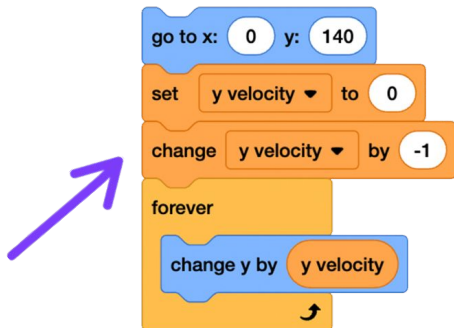 go to x: 0 y: 140
set y velocity to 0
change y velocity by -1
forever
change y by y velocity